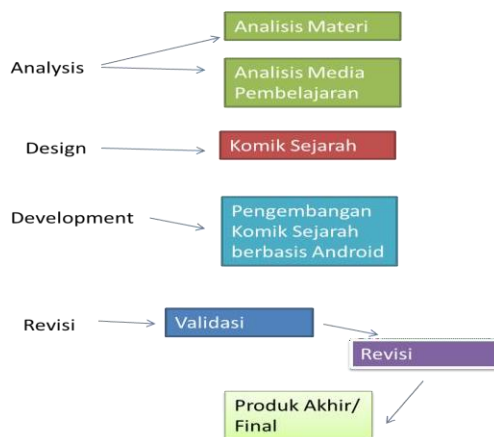 Analisis Materi
Analysis
Analisis Media
Pembelajaran
Design
Komik Sejarah
Development
Pengembangan
Komik Sejarah
berbasis Android
Revisi
Validasi
Revisi
Produk Akhir/
Final